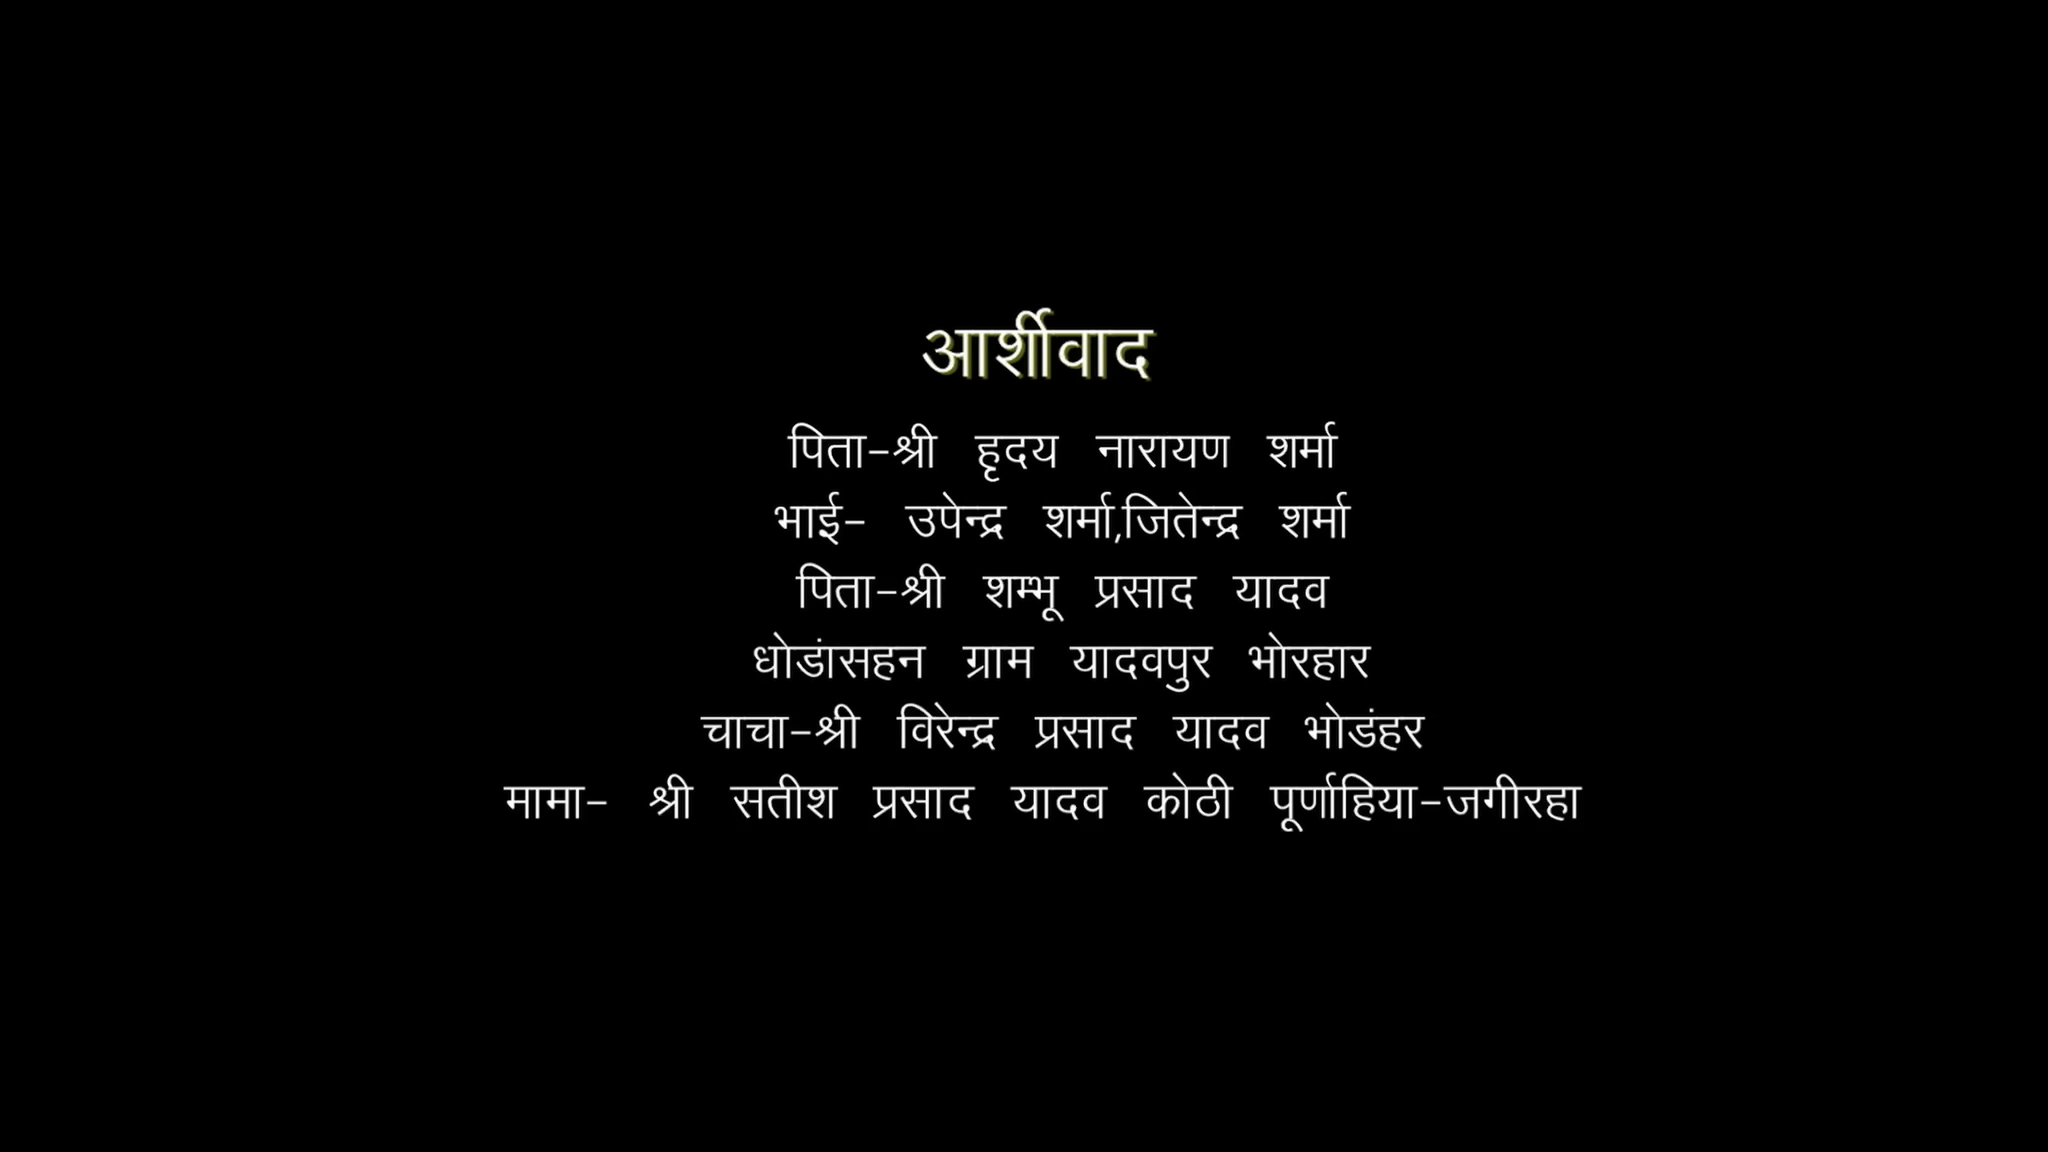 आर्शीवाद
पिता-श्री हृदय नारायण शर्मा
भाई- उपेन्द्र शर्मा,जितेन्द्र शर्मा
पिता-श्री शम्भू प्रसाद यादव
धोडांसहन ग्राम यादवपुर भोरहार
चाचा-श्री विरेन्द्र प्रसाद यादव भोडंहर
मामा- श्री सतीश प्रसाद यादव कोठी पूर्णाहिया-जगीरहा